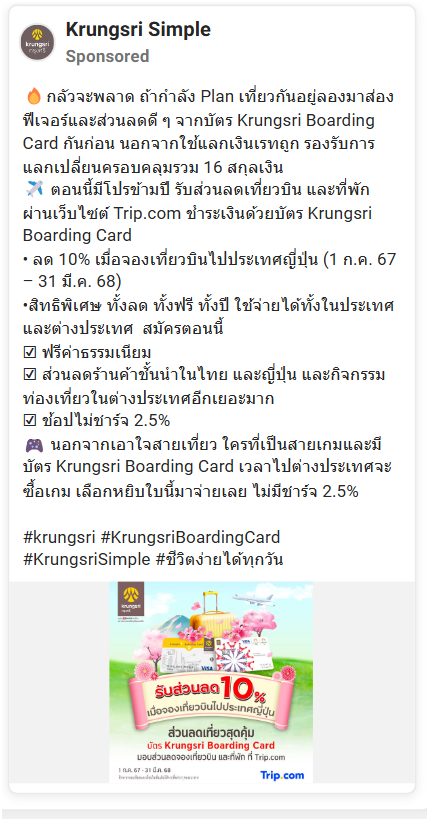 Krungsri Simple
krungsri
กรุงศรี
Sponsored
🔥 กลัวจะพลาด ถ้ากำลัง Plan เที่ยวกันอยู่ลองมาส่อง
ฟีเจอร์และส่วนลดดี ๆ จากบัตร Krungsri Boarding
Card กันก่อน นอกจากใช้แลกเงินเรทถูก รองรับการ
แลกเปลี่ยนครอบคลุมรวม 16 สกุลเงิน
✈️ ตอนนี้มีโปรข้ามปี รับส่วนลดเที่ยวบิน และที่พัก
ผ่านเว็บไซต์ Trip.com ชำระเงินด้วยบัตร Krungsri
Boarding Card
• ลด 10% เมื่อจองเที่ยวบินไปประเทศญี่ปุ่น (1 ก.ค. 67
– 31 มี.ค. 68)
•สิทธิพิเศษ ทั้งลด ทั้งฟรี ทั้งปี ใช้จ่ายได้ทั้งในประเทศ
และต่างประเทศ สมัครตอนนี้
☑ ฟรีค่าธรรมเนียม
☑ ส่วนลดร้านค้าชั้นนำในไทย และญี่ปุ่น และกิจกรรม
ท่องเที่ยวในต่างประเทศอีกเยอะมาก
☑ ช้อปไม่ชาร์จ 2.5%
🎮 นอกจากเอาใจสายเที่ยว ใครที่เป็นสายเกมและมี
บัตร Krungsri Boarding Card เวลาไปต่างประเทศจะ
ซื้อเกม เลือกหยิบใบนี้มาจ่ายเลย ไม่มีชาร์จ 2.5%
#krungsri #KrungsriBoardingCard
#KrungsriSimple #ชีวิตง่ายได้ทุกวัน
krungsri
กรุงศรี
VISA
VISA
รับส่วนลด 10%
เมื่อจองเที่ยวบินไปประเทศญี่ปุ่น
ส่วนลดเที่ยวสุดคุ้ม
บัตร Krungsri Boarding Card
มอบส่วนลดจองเที่ยวบิน และที่พัก ที่ Trip.com
1 ก.ค. 67 - 31 มี.ค. 68
Trip.com